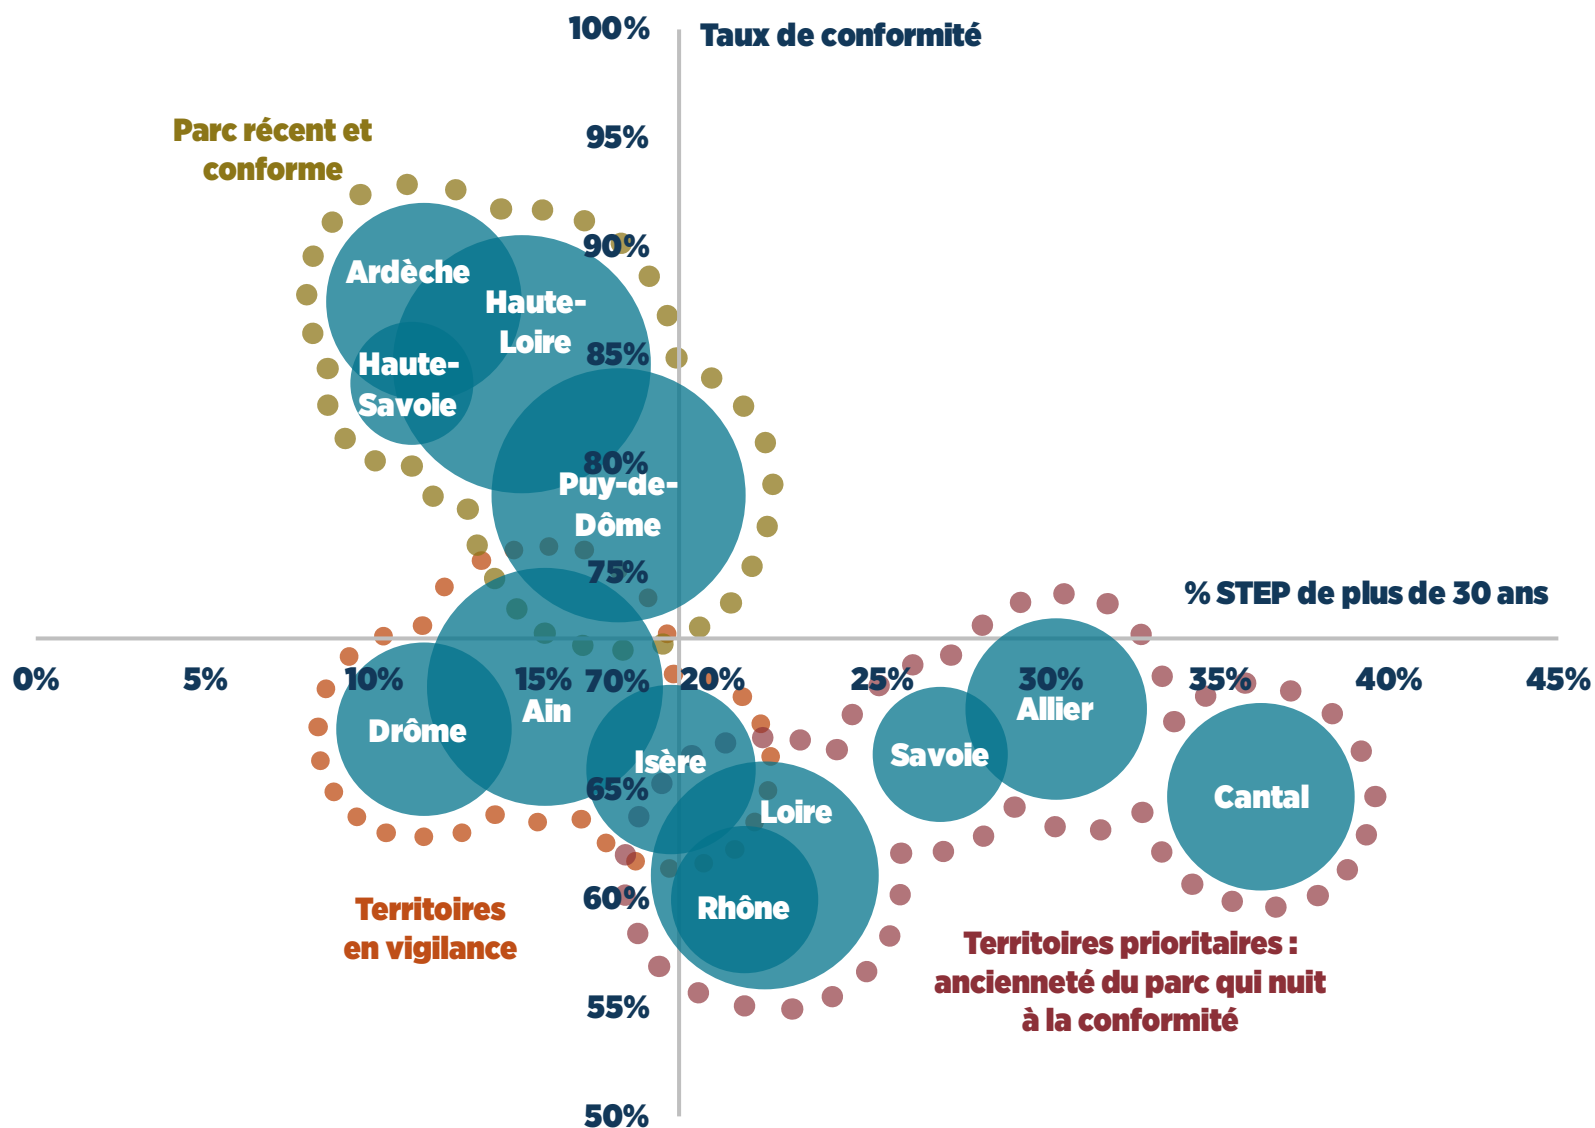 100%
Taux de conformité
Parc récent et
conforme
95%
90%
Ardèche
Haute-
Loire
85%
Haute-
Savoie
80%
Puy-de-
Dôme
75%
% STEP de plus de 30 ans
0%
5%
10%
15%
70%
20%
25%
30%
35%
40%
45%
Drôme
Ain
Allier
Savoie
Isère
65%
Cantal
Loire
60%
Rhône
Territoires
en vigilance
Territoires prioritaires :
ancienneté du parc qui nuit
à la conformité
55%
50%